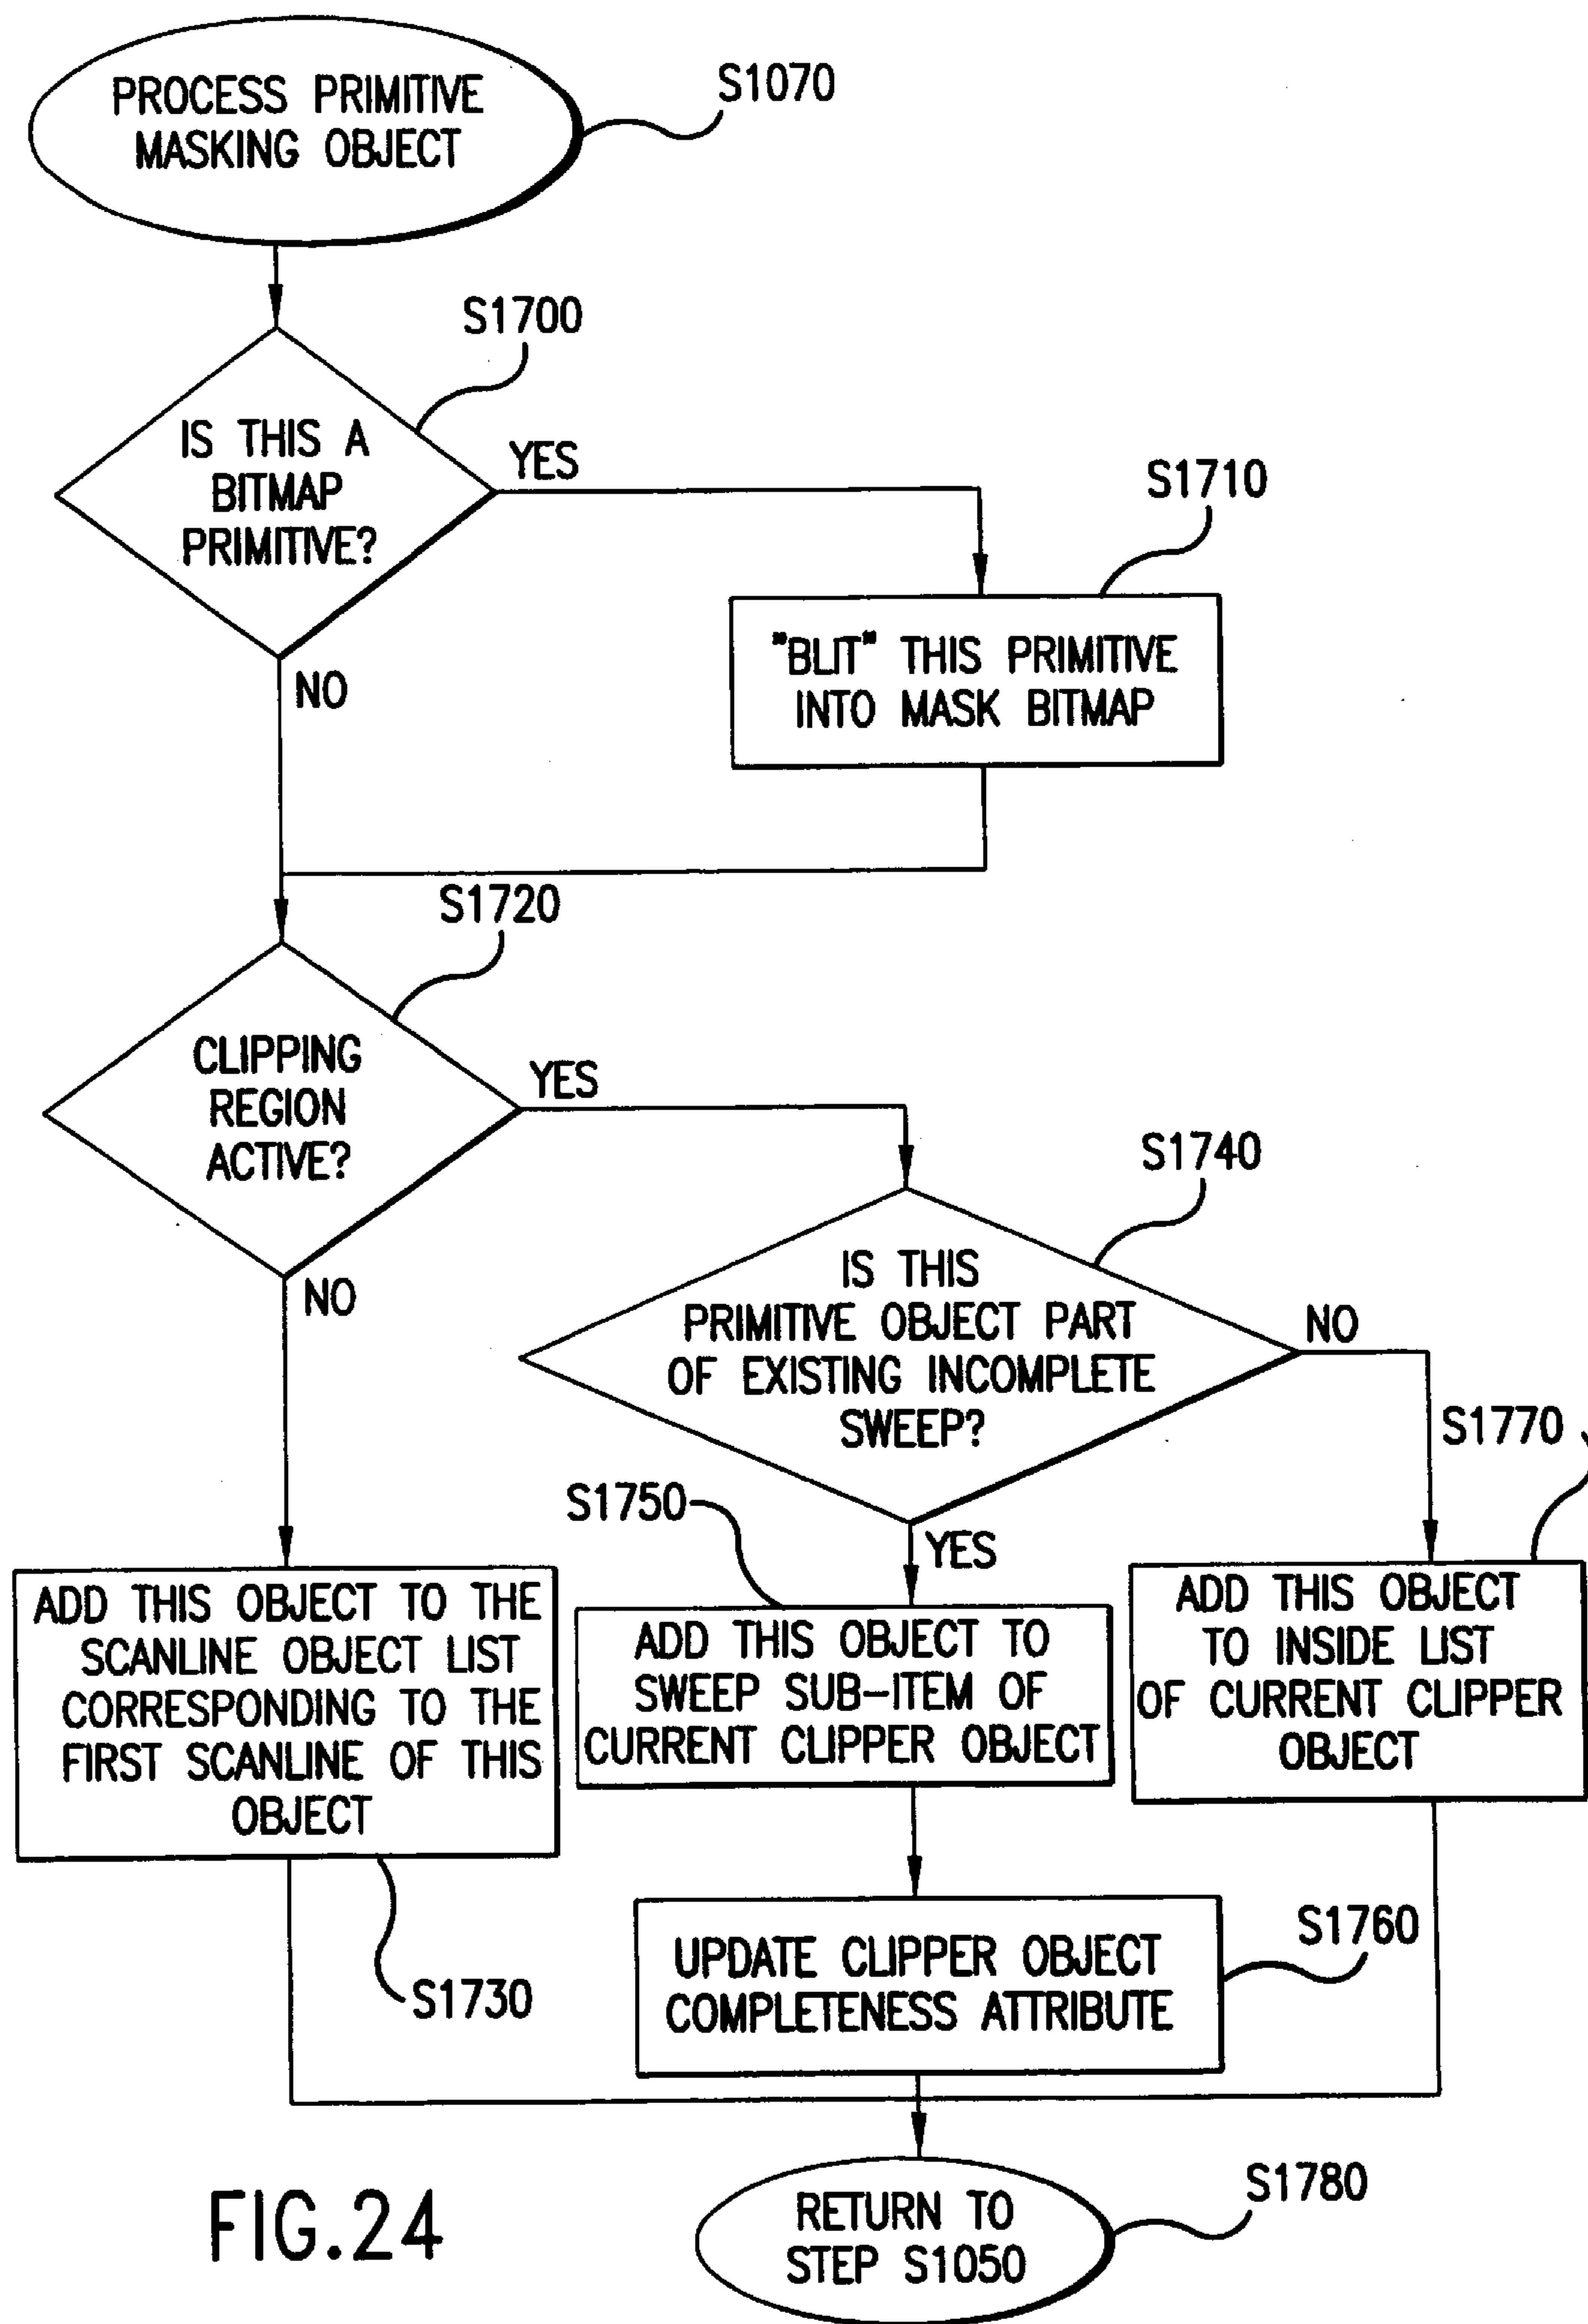 PROCESS PRIMITIVE
MASKING OBJECT
S1070
S1700
IS THIS A
BITMAP
PRIMITIVE?
YES
NO
S1710
"BLIT" THIS PRIMITIVE
INTO MASK BITMAP
S1720
CLIPPING
REGION
ACTIVE?
YES
NO
S1740
IS THIS
PRIMITIVE OBJECT PART
OF EXISTING INCOMPLETE
SWEEP?
NO
YES
S1770
S1750
ADD THIS OBJECT TO THE
SCANLINE OBJECT LIST
CORRESPONDING TO THE
FIRST SCANLINE OF THIS
OBJECT
S1730
ADD THIS OBJECT TO
SWEEP SUB-ITEM OF
CURRENT CLIPPER OBJECT
ADD THIS OBJECT
TO INSIDE LIST
OF CURRENT CLIPPER
OBJECT
UPDATE CLIPPER OBJECT
COMPLETENESS ATTRIBUTE
S1760
RETURN TO
STEP S1050
S1780
FIG.24